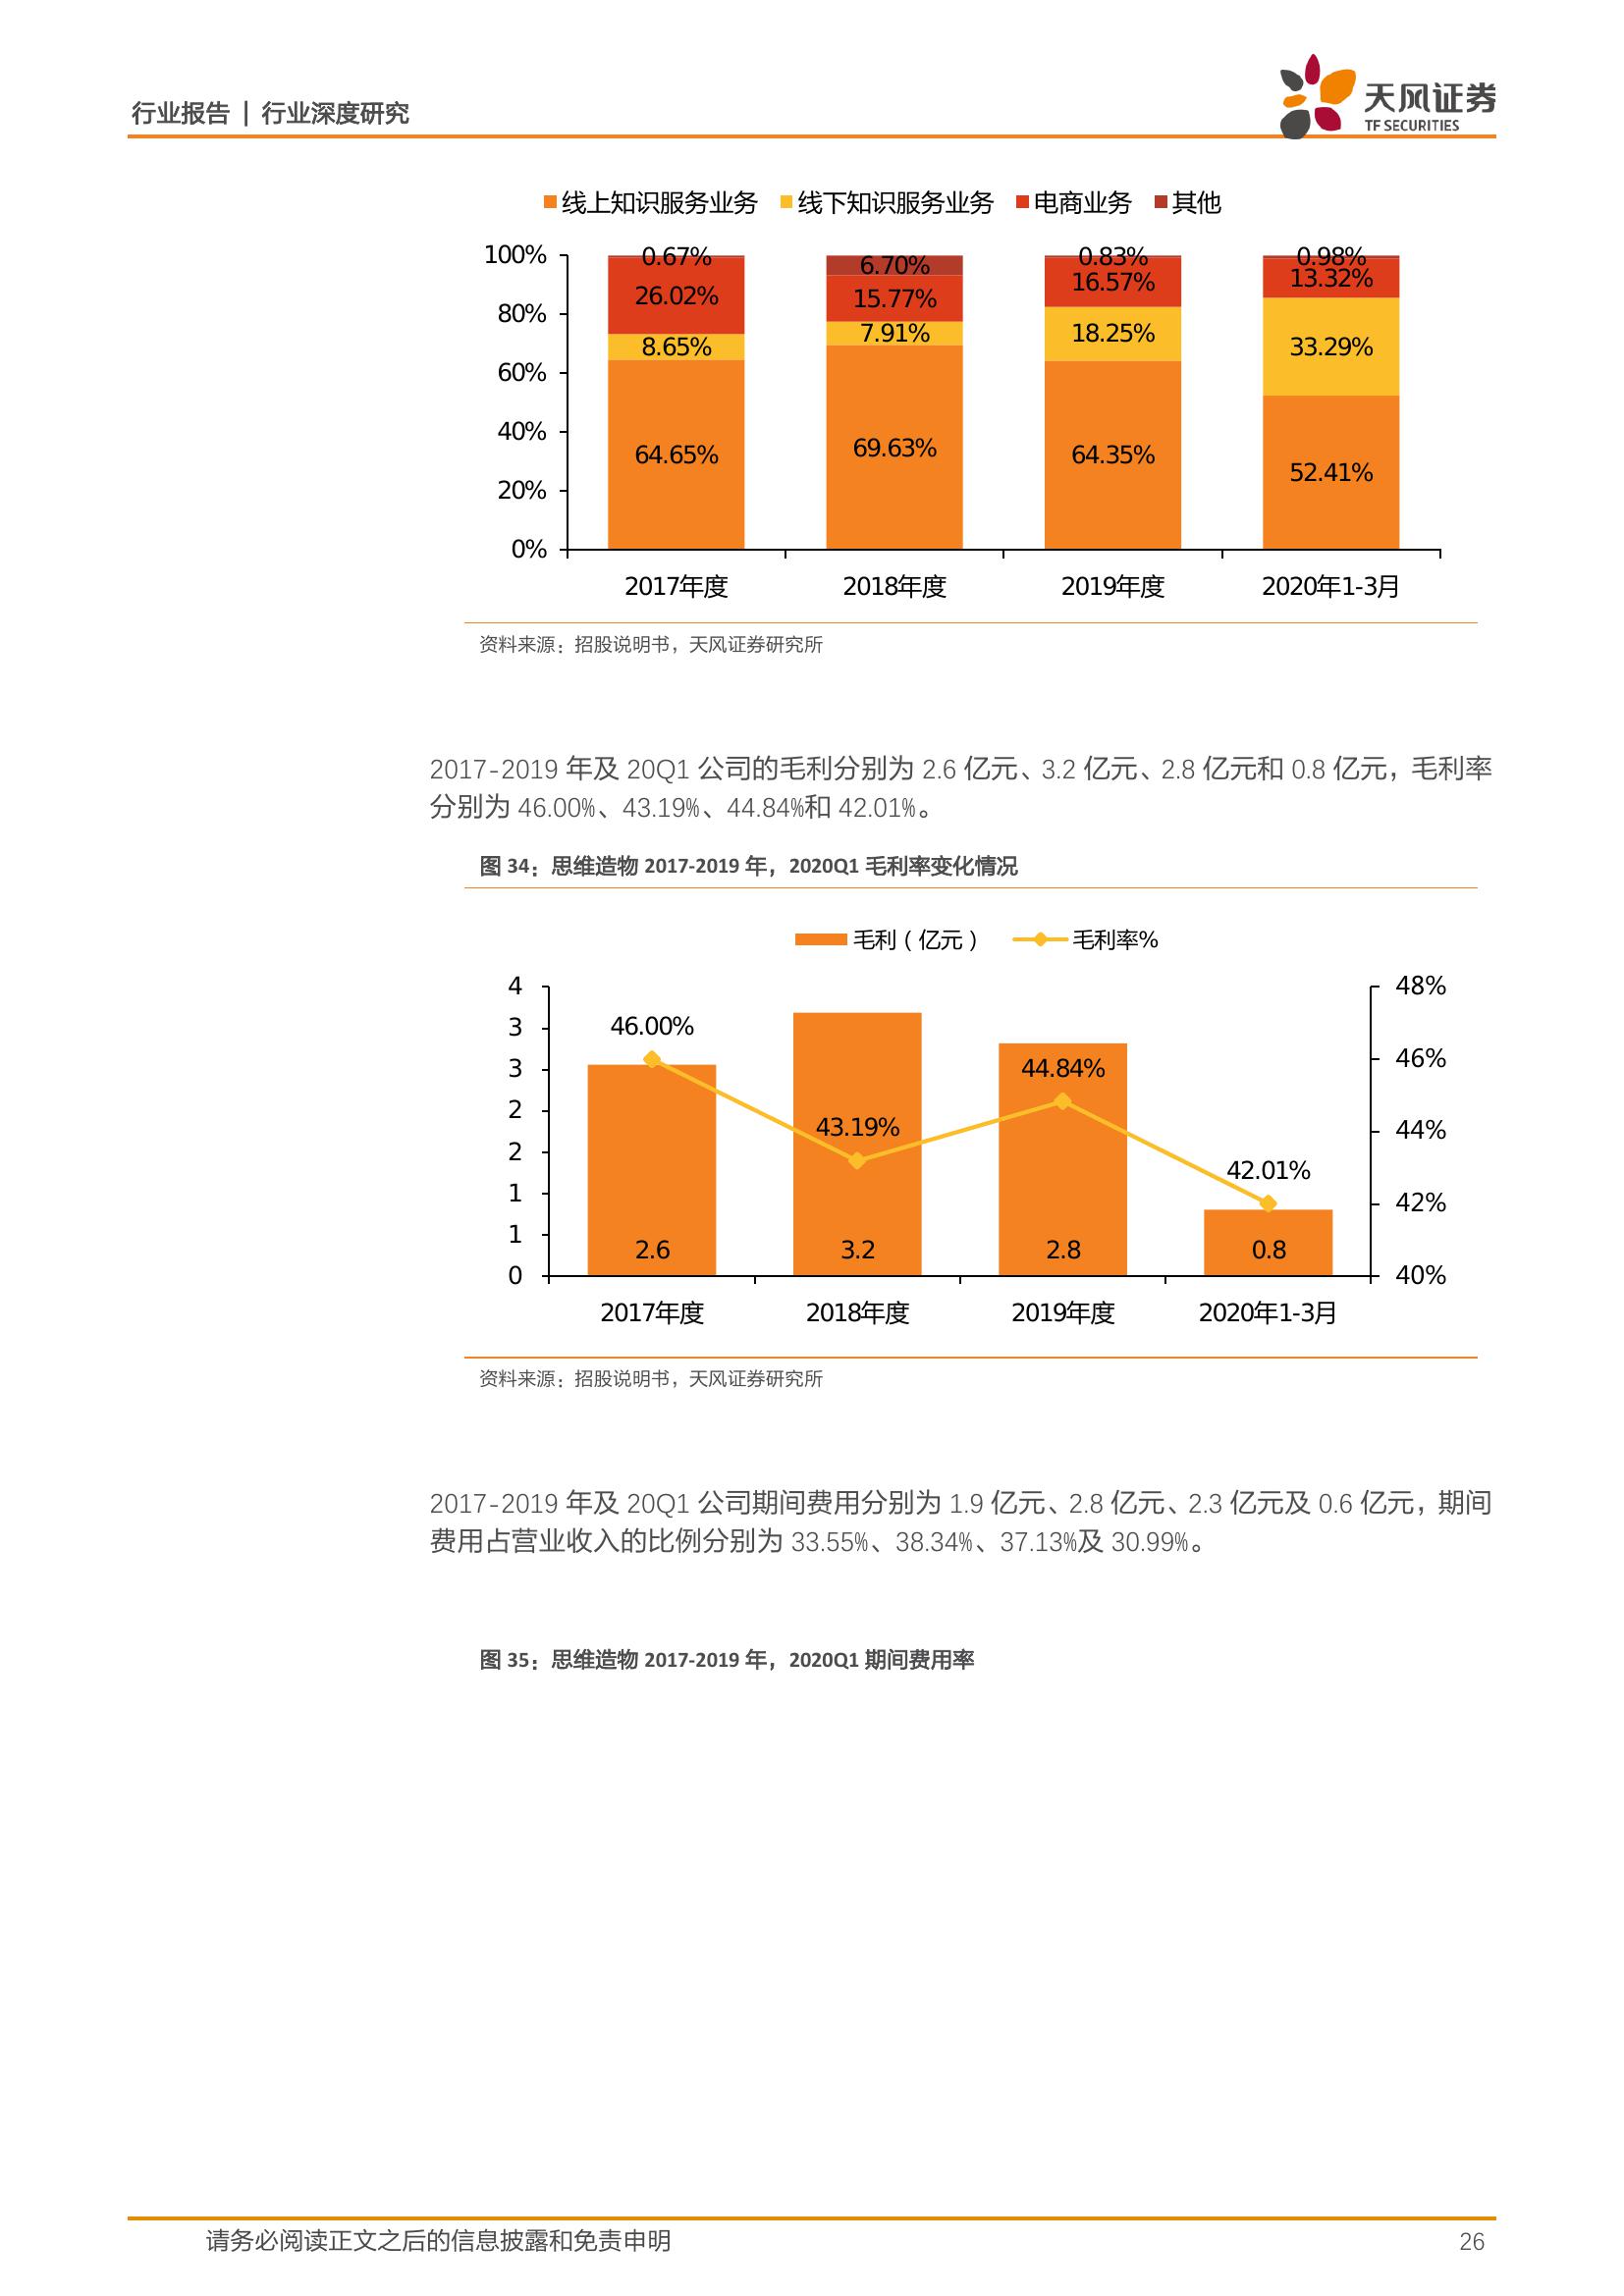 行业报告 | 行业深度研究
天风证券
TF SECURITIES
线上知识服务业务 线下知识服务业务 电商业务 其他
100% 0.67% 6.70% 0.83% 0.98%
26.02% 15.77% 16.57% 13.32%
80%
8.65% 7.91% 18.25% 33.29%
60%
40%
64.65% 69.63% 64.35% 52.41%
20%
0%
2017年度 2018年度 2019年度 2020年1-3月
资料来源：招股说明书，天风证券研究所
2017-2019 年及 20Q1 公司的毛利分别为 2.6 亿元、3.2 亿元、2.8 亿元和 0.8 亿元，毛利率
分别为 46.00%、43.19%、44.84%和 42.01%。
图 34：思维造物 2017-2019 年，2020Q1 毛利率变化情况
毛利（亿元） 毛利率%
4 48%
3 46.00%
3 44.84% 46%
2 43.19% 44%
2 42.01%
1 42%
1 2.6 3.2 2.8 0.8
0 40%
2017年度 2018年度 2019年度 2020年1-3月
资料来源：招股说明书，天风证券研究所
2017-2019 年及 20Q1 公司期间费用分别为 1.9 亿元、2.8 亿元、2.3 亿元及 0.6 亿元，期间
费用占营业收入的比例分别为 33.55%、38.34%、37.13%及 30.99%。
图 35：思维造物 2017-2019 年，2020Q1 期间费用率
请务必阅读正文之后的信息披露和免责申明 26